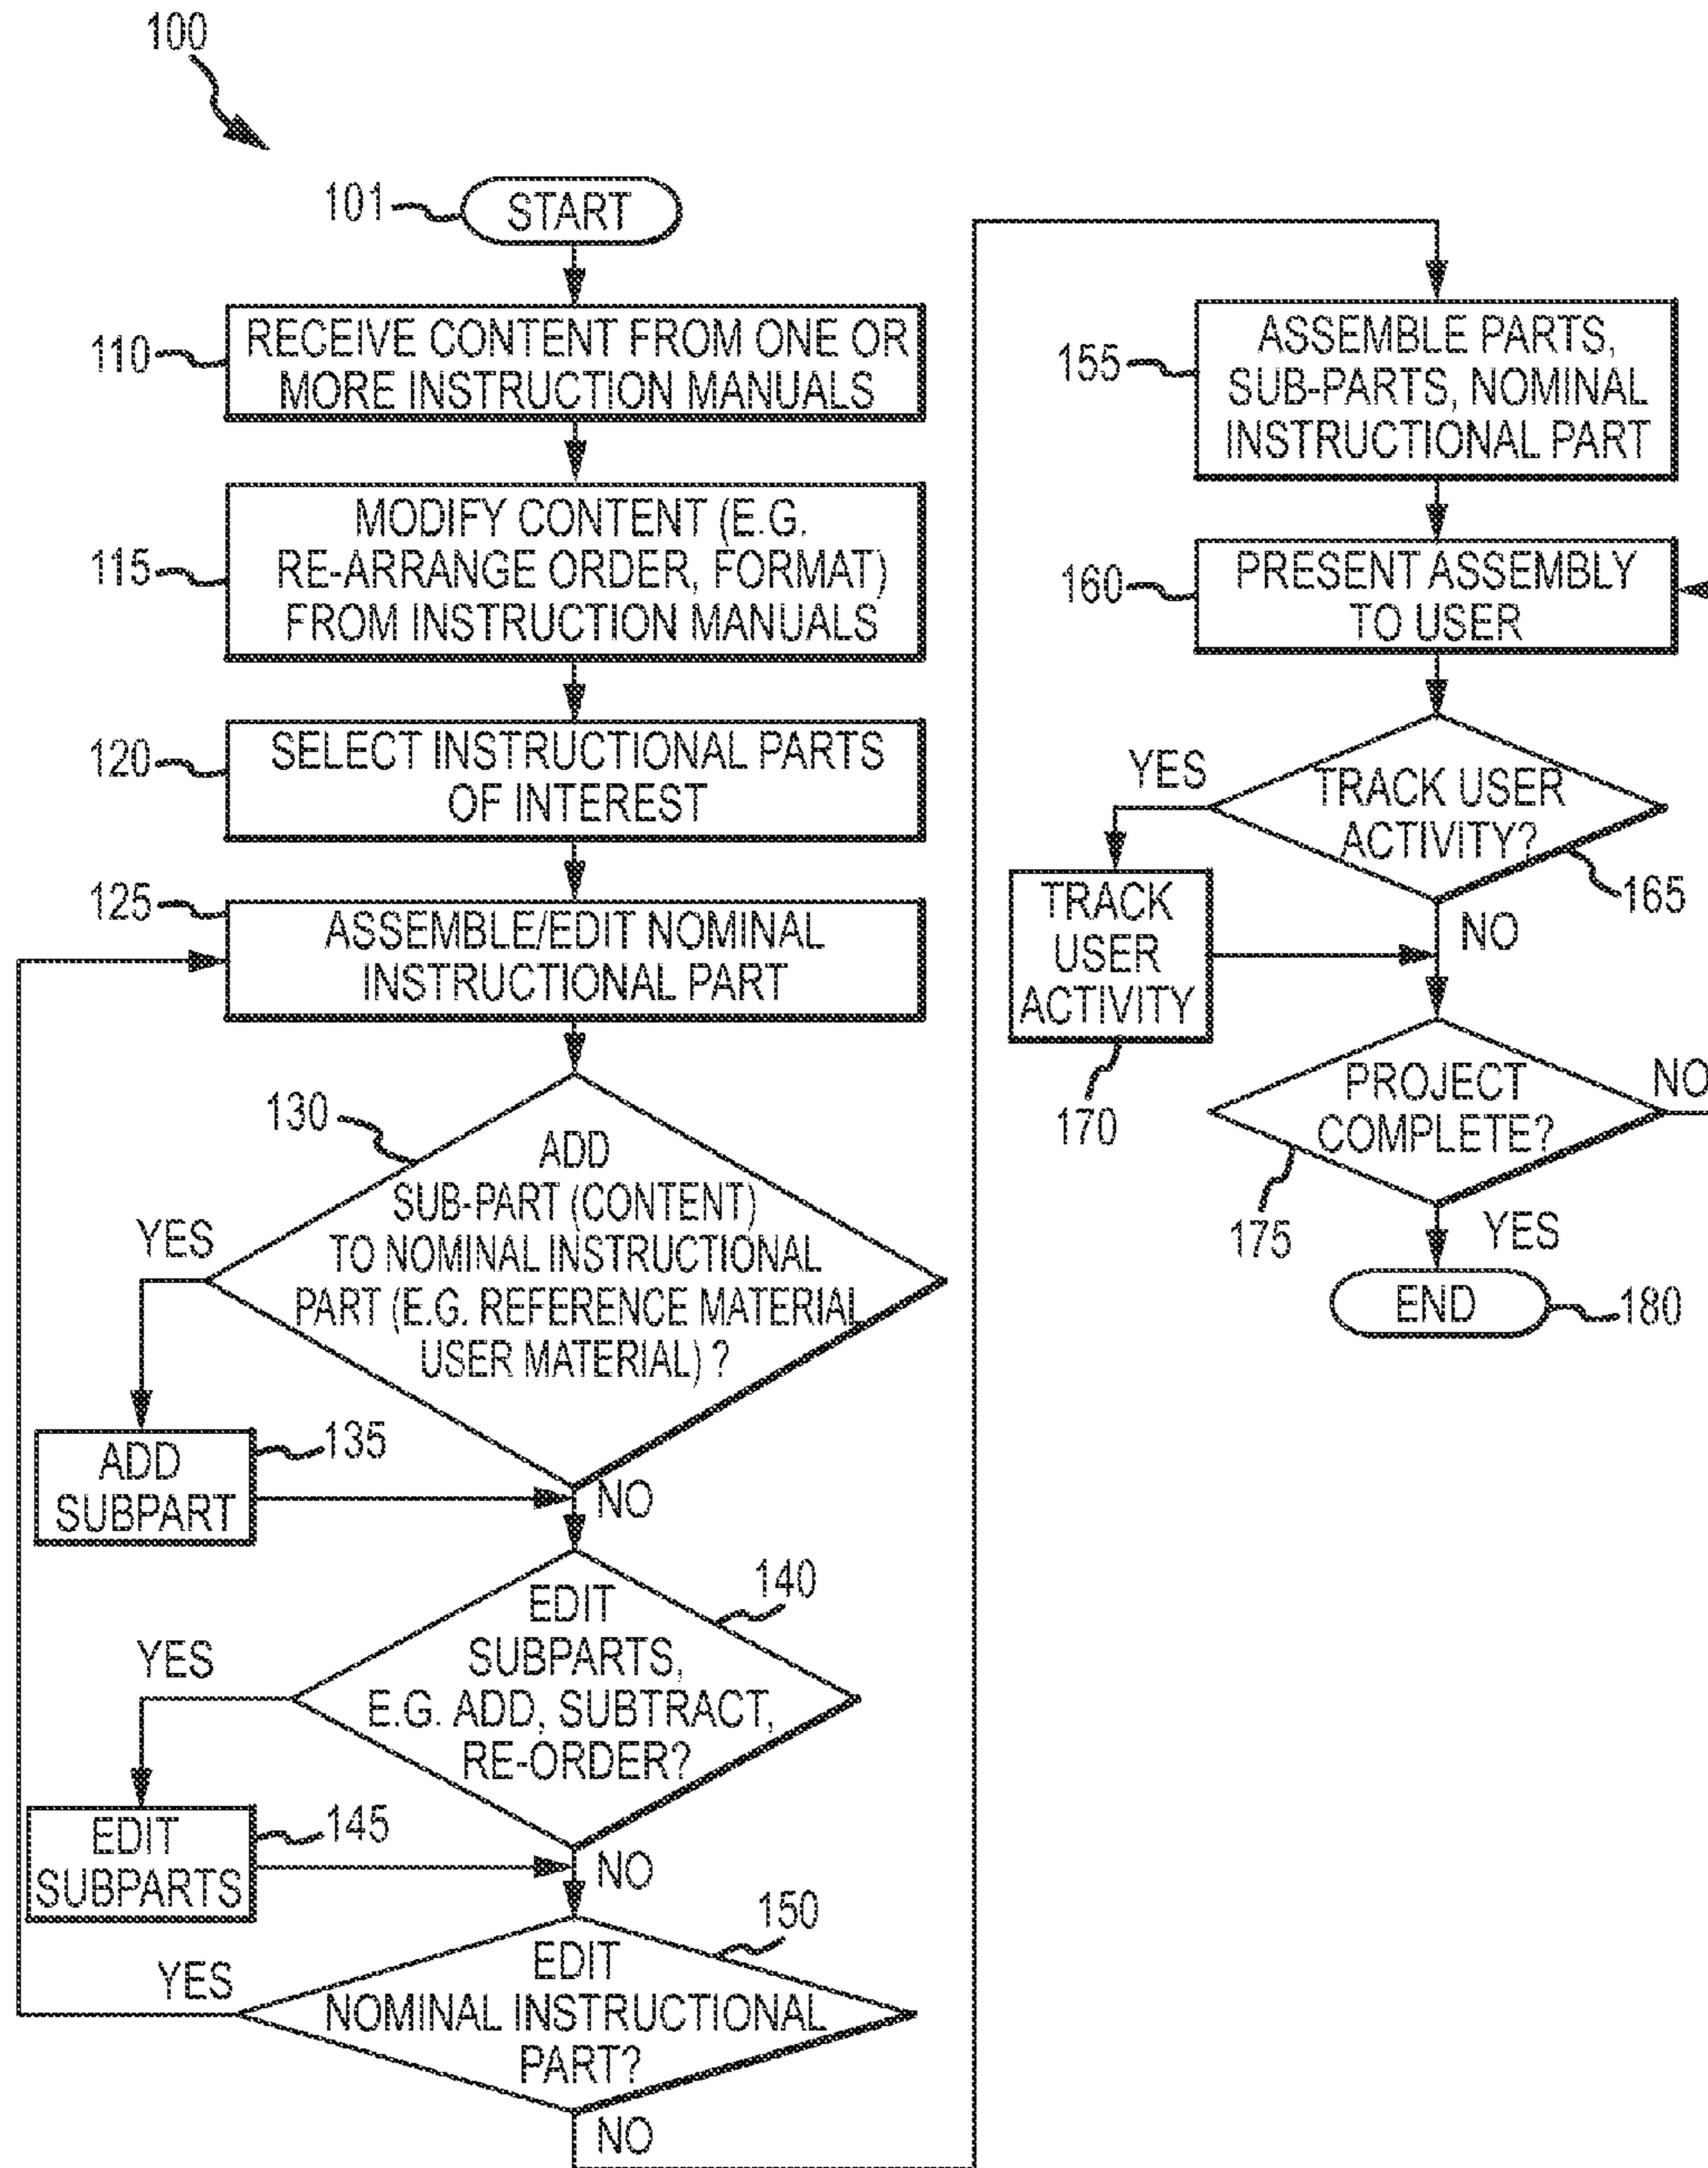 100
101
START
110
RECEIVE CONTENT FROM ONE OR
MORE INSTRUCTION MANUALS
115
MODIFY CONTENT (E.G.
RE-ARRANGE ORDER, FORMAT)
FROM INSTRUCTION MANUALS
120
SELECT INSTRUCTIONAL PARTS
OF INTEREST
125
ASSEMBLE/EDIT NOMINAL
INSTRUCTIONAL PART
130
ADD
SUB-PART (CONTENT)
TO NOMINAL INSTRUCTIONAL
PART (E.G. REFERENCE MATERIAL
USER MATERIAL) ?
YES
135
ADD
SUBPART
NO
140
EDIT
SUBPARTS,
E.G. ADD, SUBTRACT,
RE-ORDER?
YES
145
EDIT
SUBPARTS
NO
150
EDIT
NOMINAL INSTRUCTIONAL
PART?
YES
NO
155
ASSEMBLE PARTS,
SUB-PARTS, NOMINAL
INSTRUCTIONAL PART
160
PRESENT ASSEMBLY
TO USER
YES
TRACK USER
ACTIVITY?
165
TRACK
USER
ACTIVITY
170
NO
PROJECT
COMPLETE?
NO
175
YES
END
180